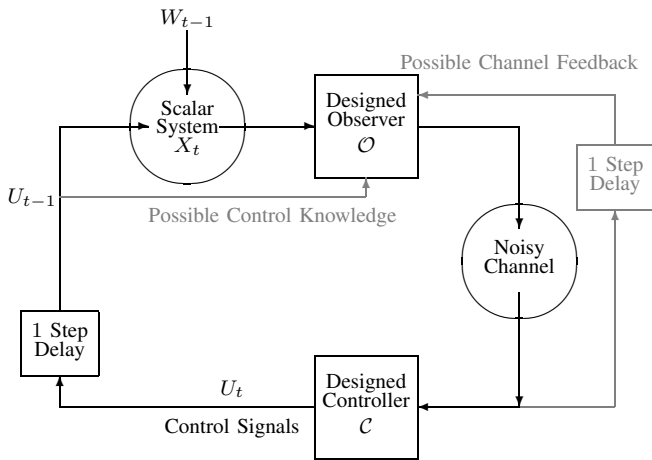 W_{t−1}
Possible Channel Feedback
Scalar
System
X_t
Designed
Observer
𝒪
1 Step
Delay
U_{t−1}
Possible Control Knowledge
Noisy
Channel
1 Step
Delay
U_t
Control Signals
Designed
Controller
𝒞